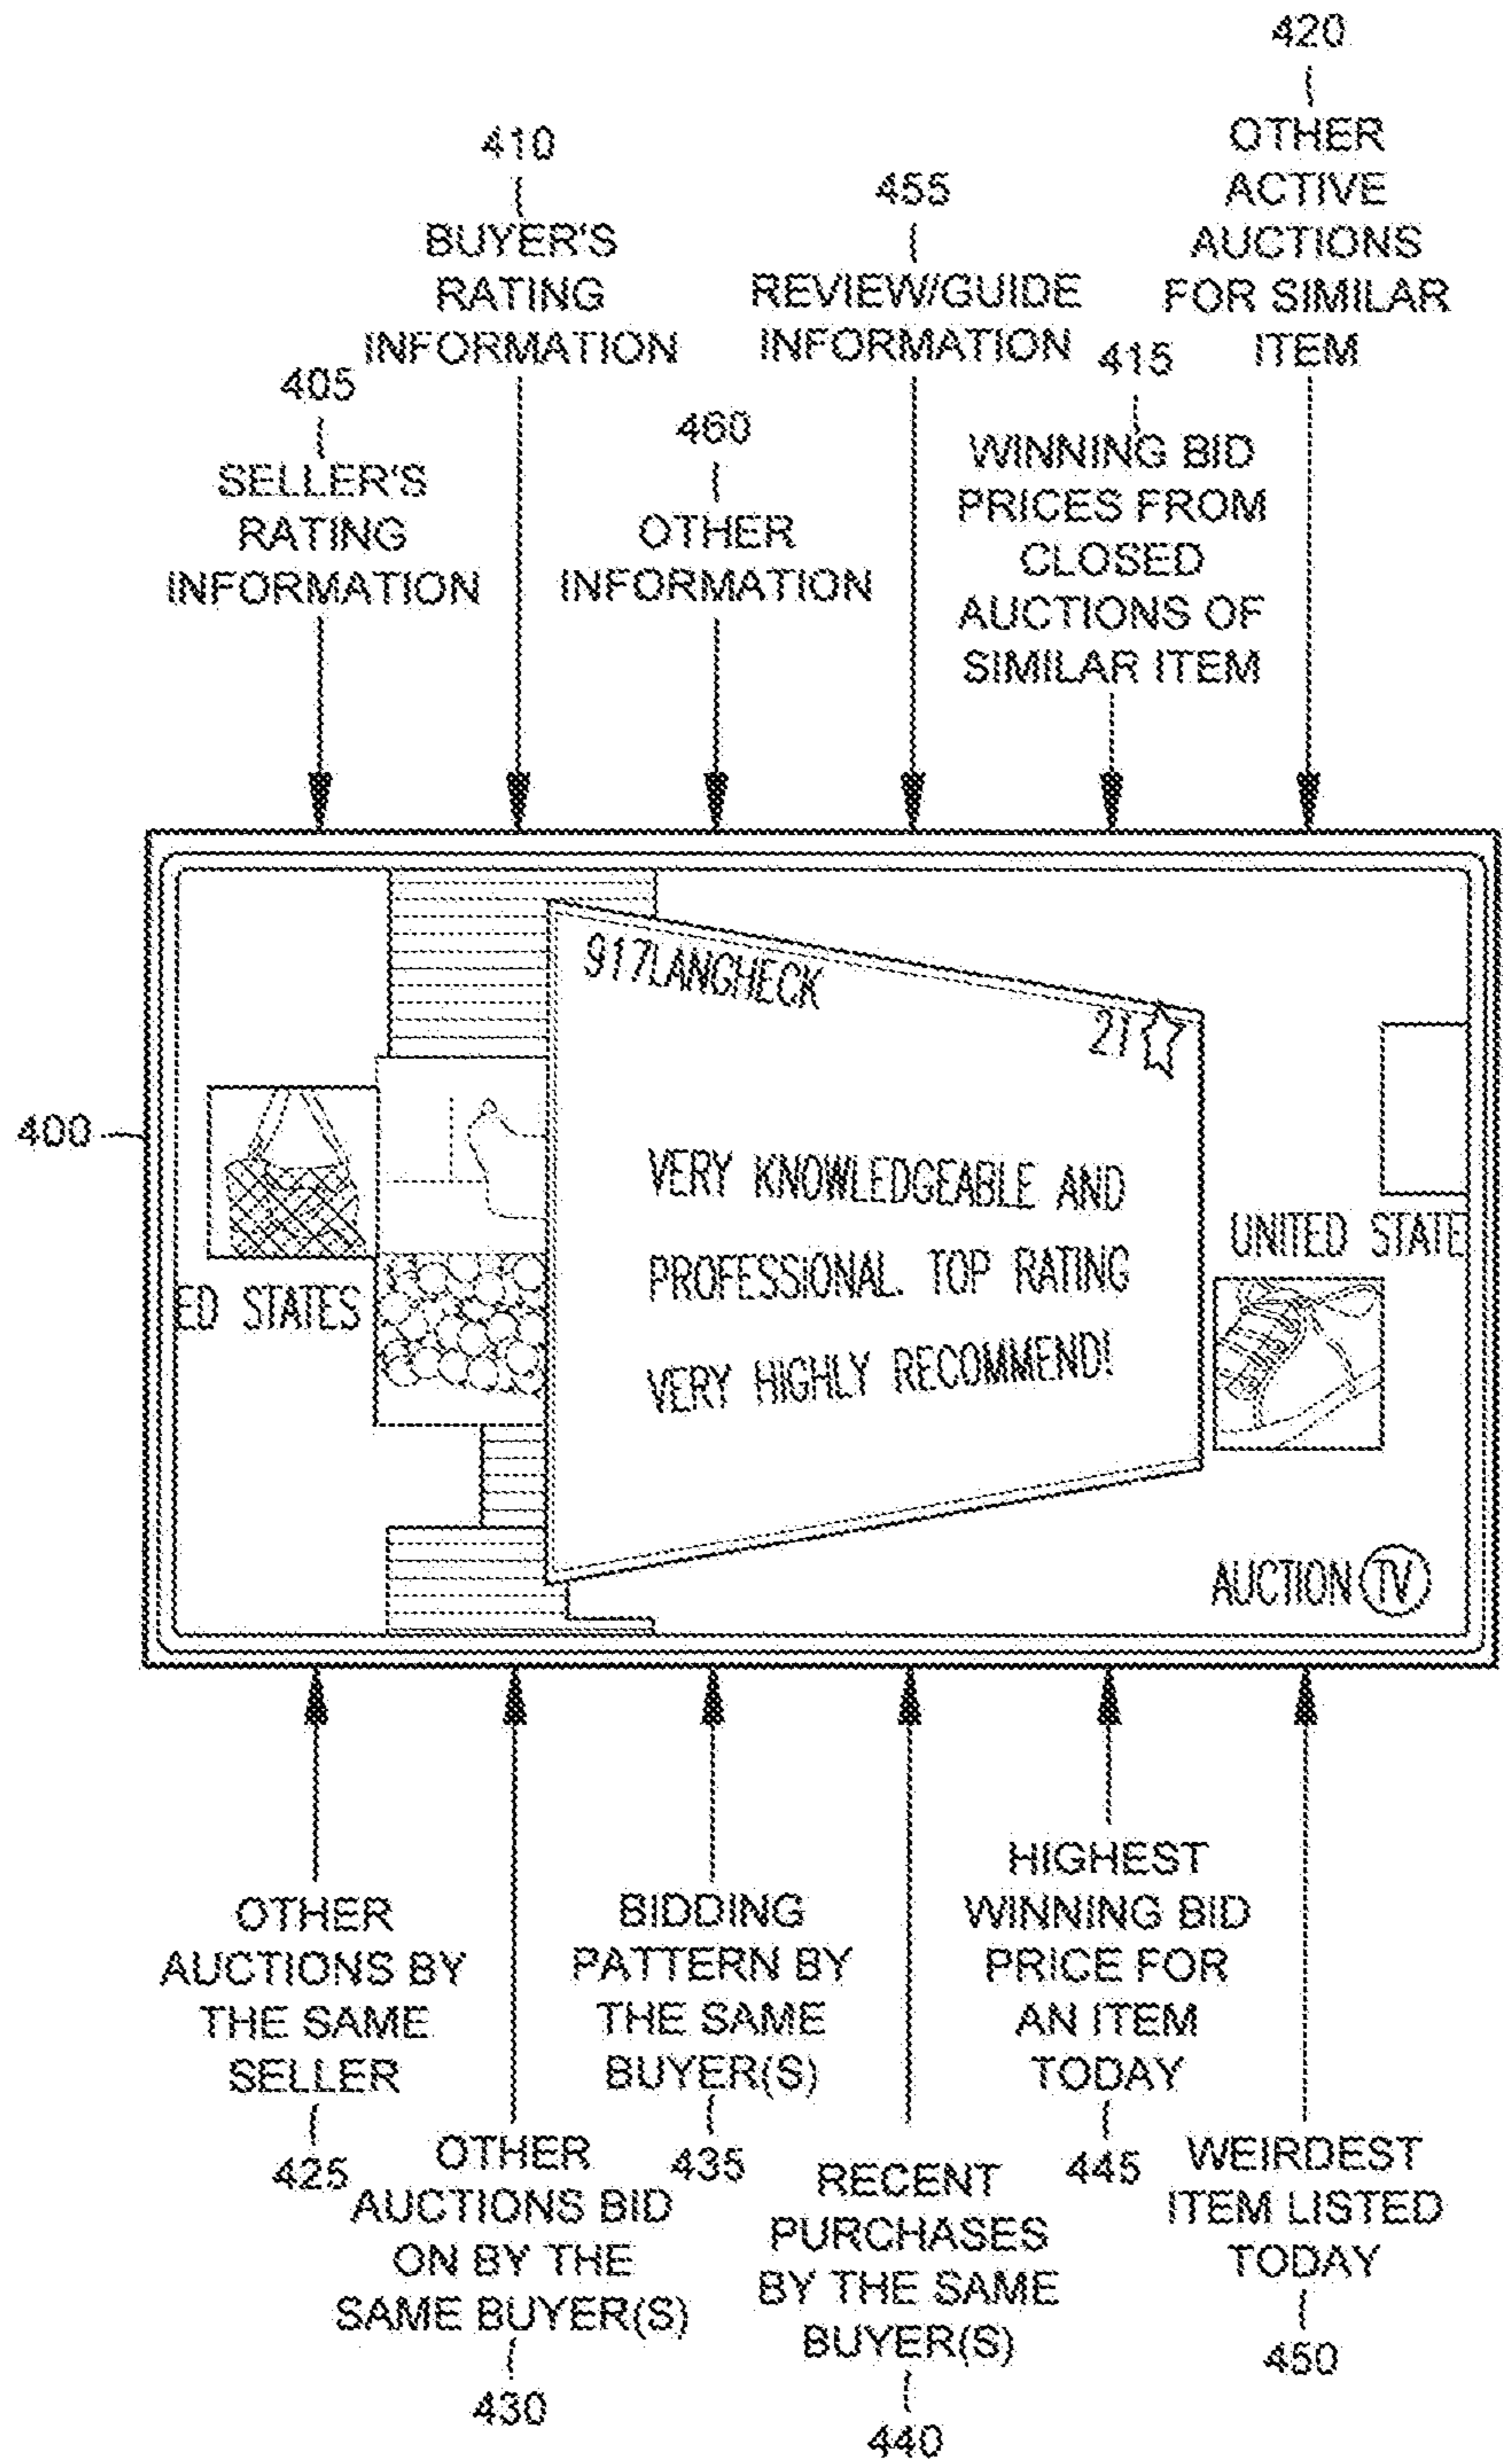 420
OTHER
ACTIVE
AUCTIONS
FOR SIMILAR
ITEM
410
BUYER'S
RATING
INFORMATION
455
REVIEW/GUIDE
INFORMATION
415
WINNING BID
PRICES FROM
CLOSED
AUCTIONS OF
SIMILAR ITEM
405
SELLER'S
RATING
INFORMATION
460
OTHER
INFORMATION
400
917LANGHECK
21
VERY KNOWLEDGEABLE AND
PROFESSIONAL. TOP RATING
VERY HIGHLY RECOMMEND!
ED STATES
UNITED STATE
AUCTION TV
OTHER
AUCTIONS BY
THE SAME
SELLER
425
OTHER
AUCTIONS BID
ON BY THE
SAME BUYER(S)
430
BIDDING
PATTERN BY
THE SAME
BUYER(S)
435
RECENT
PURCHASES
BY THE SAME
BUYER(S)
440
HIGHEST
WINNING BID
PRICE FOR
AN ITEM
TODAY
445
WEIRDEST
ITEM LISTED
TODAY
450